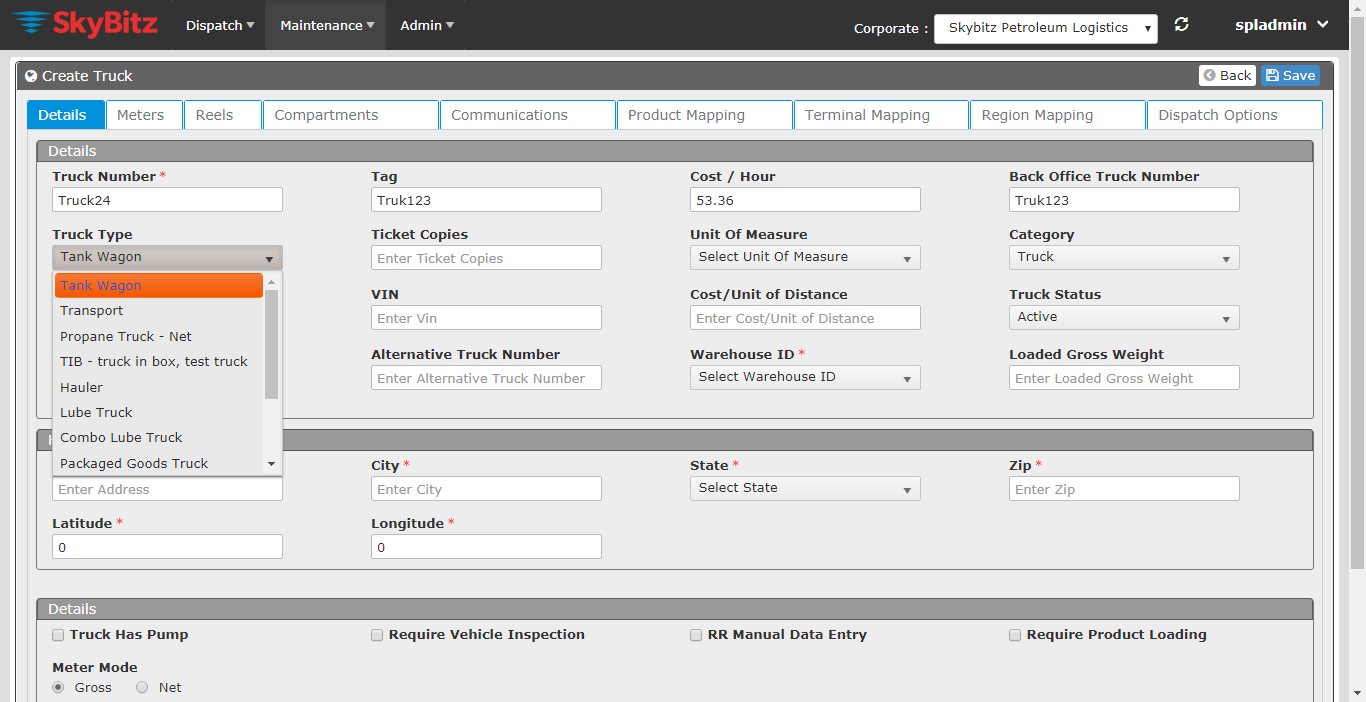 SkyBitz Dispatch Maintenance Admin Corporate : Skybitz Petroleum Logistics spladmin
Create Truck Back Save
Details Meters Reels Compartments Communications Product Mapping Terminal Mapping Region Mapping Dispatch Options
Details
Truck Number * Tag Cost / Hour Back Office Truck Number
Truck24 Truk123 53.36 Truk123
Truck Type Ticket Copies Unit Of Measure Category
Tank Wagon Enter Ticket Copies Select Unit Of Measure Truck
Tank Wagon VIN Cost/Unit of Distance Truck Status
Transport Enter Vin Enter Cost/Unit of Distance Active
Propane Truck - Net
TIB - truck in box, test truck Alternative Truck Number Warehouse ID * Loaded Gross Weight
Hauler Enter Alternative Truck Number Select Warehouse ID Enter Loaded Gross Weight
Lube Truck
Combo Lube Truck
Packaged Goods Truck City * State * Zip *
Enter Address Enter City Select State Enter Zip
Latitude * Longitude *
0 0
Details
Truck Has Pump Require Vehicle Inspection RR Manual Data Entry Require Product Loading
Meter Mode
Gross Net